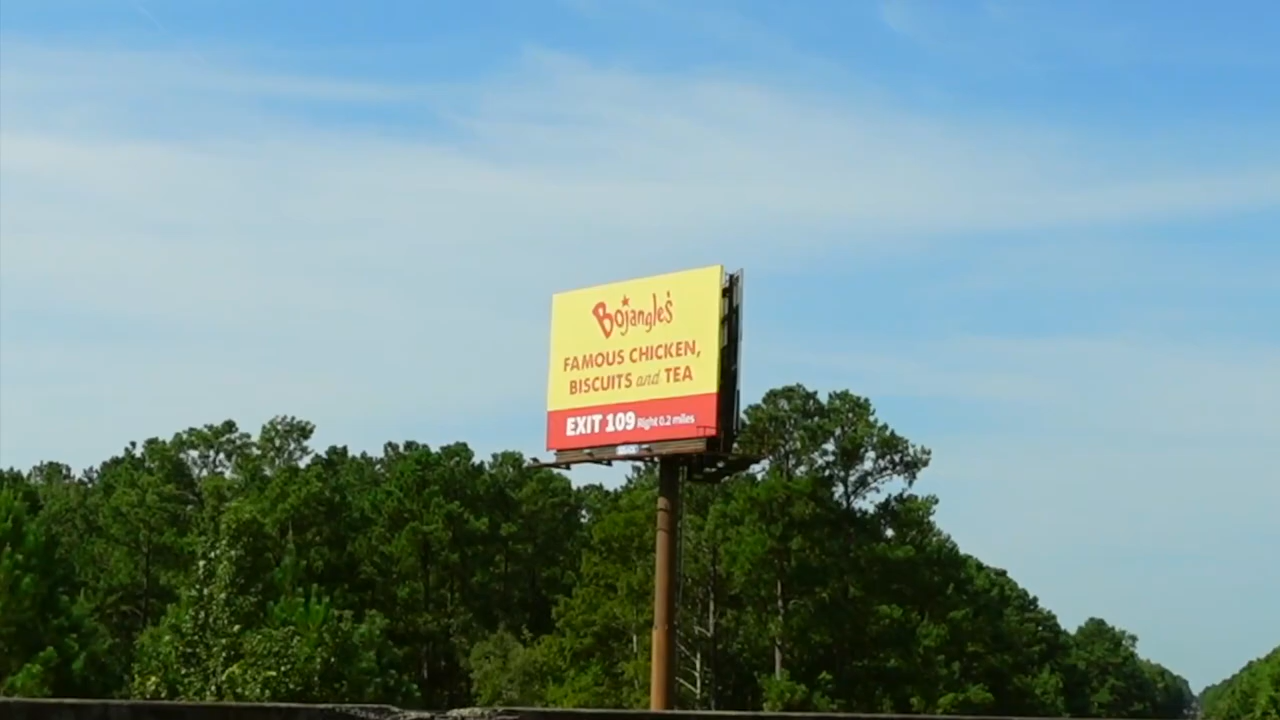 Bojangles
FAMOUS CHICKEN,
BISCUITS and TEA
EXIT 109 Right 0.2 miles